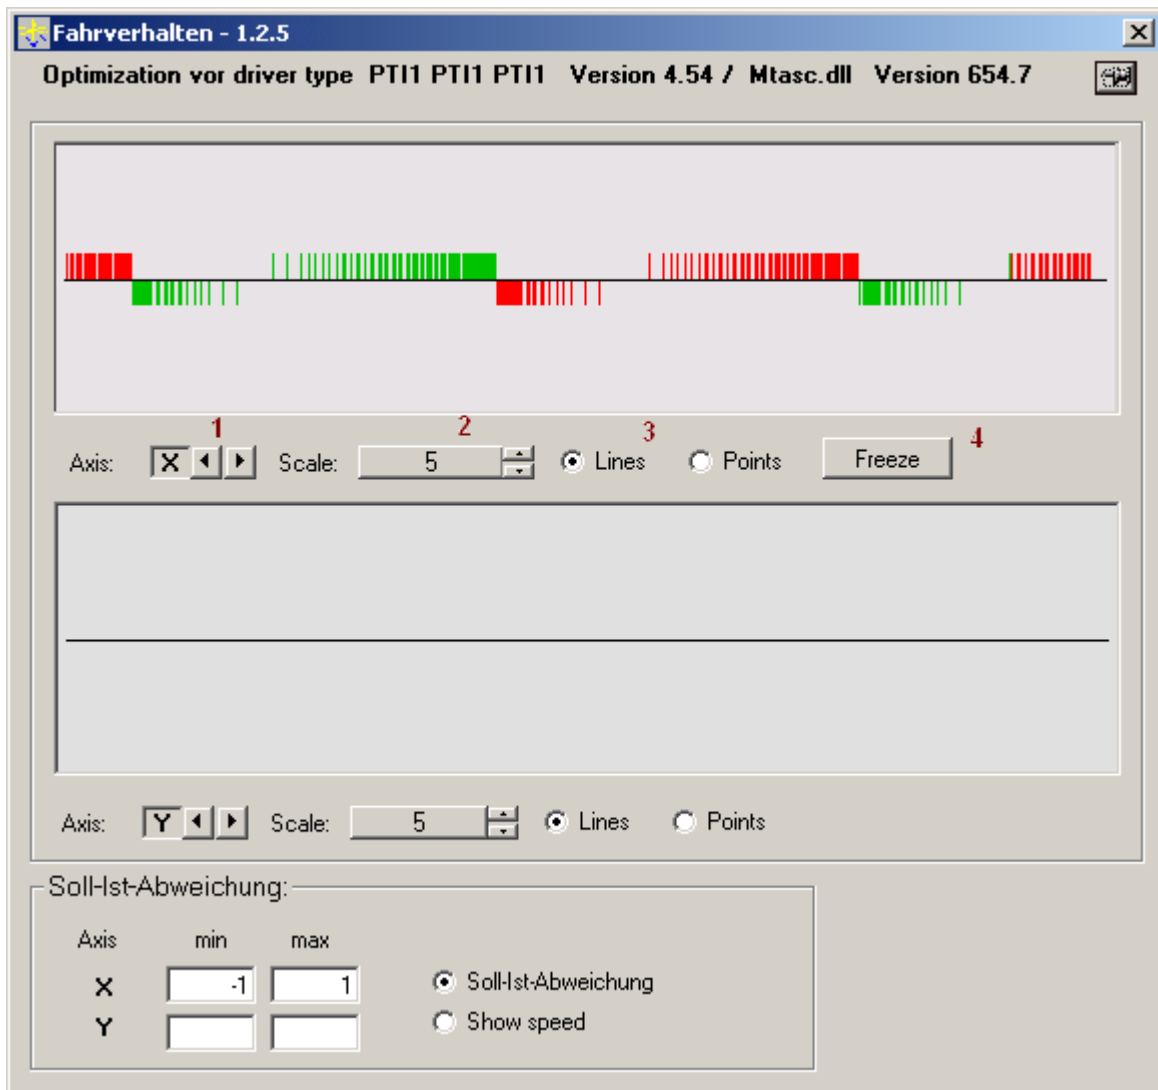 Fahrverhalten - 1.2.5
Optimization vor driver type PTI1 PTI1 PTI1 Version 4.54 / Mtasc.dll Version 654.7
1 2 3 4
Axis: X Scale: 5 Lines Points Freeze
Axis: Y Scale: 5 Lines Points
Soll-Ist-Abweichung:
Axis min max
X -1 1 Soll-Ist-Abweichung
Y Show speed